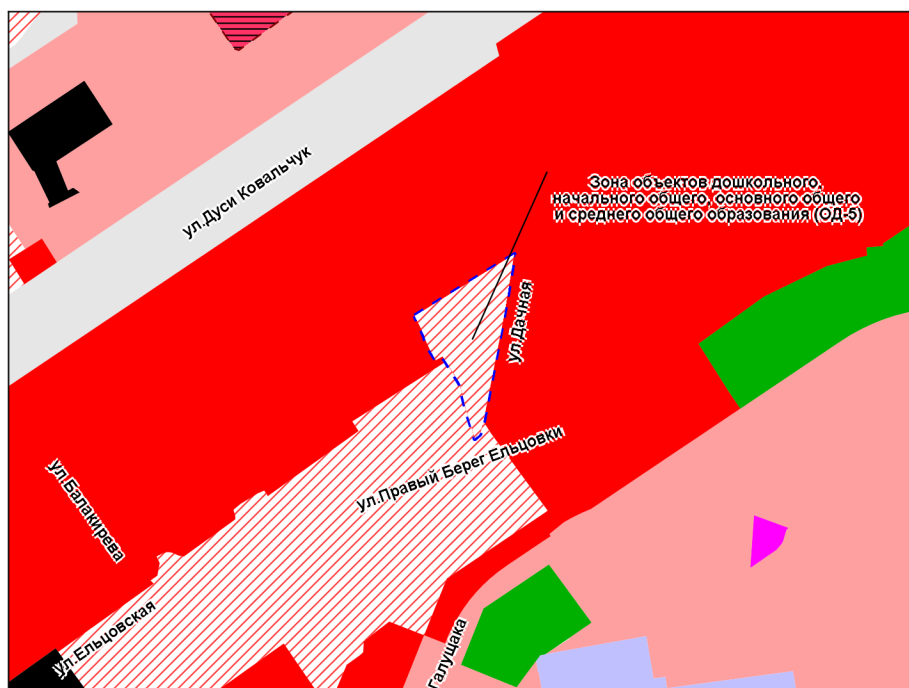 ул.Дуси Ковальчук
Зона объектов дошкольного,
начального общего, основного общего
и среднего общего образования (ОД-5)
ул.Дачная
ул.Правый Берег Ельцовки
ул.Балакирева
ул.Ельцовская
Галущака